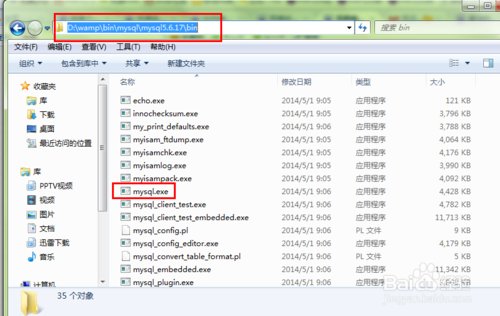 D:\wamp\bin\mysql\mysql5.6.17\bin
搜索 bin
文件(F) 编辑(E) 查看(V) 工具(T) 帮助(H)
组织 包含到库中 共享 新建文件夹
名称 修改日期 类型 大小
收藏夹
库
下载
桌面
最近访问的位置
库
PPTV视频
视频
图片
文档
迅雷下载
音乐
计算机
echo.exe 2014/5/1 9:05 应用程序 121 KB
innochecksum.exe 2014/5/1 9:05 应用程序 3,796 KB
my_print_defaults.exe 2014/5/1 9:06 应用程序 3,788 KB
myisam_ftdump.exe 2014/5/1 9:05 应用程序 4,064 KB
myisamchk.exe 2014/5/1 9:05 应用程序 4,176 KB
myisamlog.exe 2014/5/1 9:05 应用程序 3,990 KB
myisampack.exe 2014/5/1 9:05 应用程序 4,092 KB
mysql.exe 2014/5/1 9:06 应用程序 4,428 KB
mysql_client_test.exe 2014/5/1 9:06 应用程序 4,782 KB
mysql_client_test_embedded.exe 2014/5/1 9:06 应用程序 11,713 KB
mysql_config.pl 2014/5/1 9:06 PL 文件 9 KB
mysql_config_editor.exe 2014/5/1 9:06 应用程序 4,179 KB
mysql_convert_table_format.pl 2014/5/1 9:06 PL 文件 5 KB
mysql_embedded.exe 2014/5/1 9:06 应用程序 11,342 KB
mysql_plugin.exe 2014/5/1 9:06 应用程序
35 个对象
Baidu 经验
jingyan.baidu.com